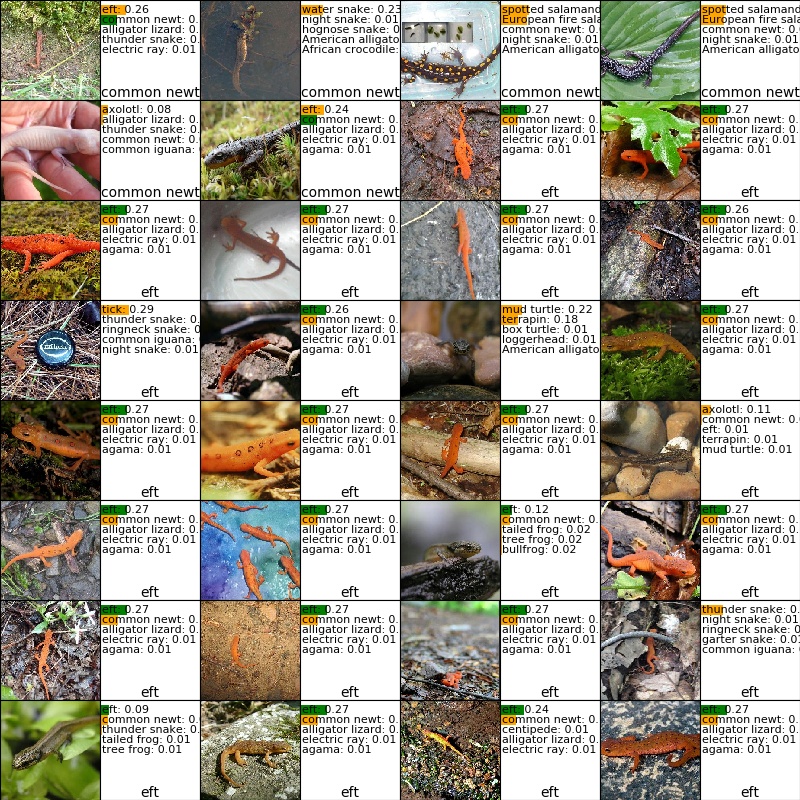 eft: 0.26
common newt: 0.
alligator lizard: 0.
thunder snake: 0.
electric ray: 0.01
common newt
water snake: 0.23
night snake: 0.01
hognose snake: 0
American alligato
African crocodile:
common newt
spotted salamand
European fire sala
common newt: 0.
night snake: 0.01
American alligato
common newt
spotted salamand
European fire sala
common newt: 0.
night snake: 0.01
American alligato
common newt
axolotl: 0.08
alligator lizard: 0.
thunder snake: 0.
common newt: 0.
common iguana:
common newt
eft: 0.24
common newt: 0.
alligator lizard: 0.
electric ray: 0.01
agama: 0.01
common newt
eft: 0.27
common newt: 0.
alligator lizard: 0.
electric ray: 0.01
agama: 0.01
eft
eft: 0.27
common newt: 0.
alligator lizard: 0.
electric ray: 0.01
agama: 0.01
eft
eft: 0.27
common newt: 0.
alligator lizard: 0.
electric ray: 0.01
agama: 0.01
eft
eft: 0.27
common newt: 0.
alligator lizard: 0.
electric ray: 0.01
agama: 0.01
eft
eft: 0.27
common newt: 0.
alligator lizard: 0.
electric ray: 0.01
agama: 0.01
eft
eft: 0.26
common newt: 0.
alligator lizard: 0.
electric ray: 0.01
agama: 0.01
eft
tick: 0.29
thunder snake: 0.
ringneck snake: 0
common iguana:
night snake: 0.01
eft
eft: 0.26
common newt: 0.
alligator lizard: 0.
electric ray: 0.01
agama: 0.01
eft
mud turtle: 0.22
terrapin: 0.18
box turtle: 0.01
loggerhead: 0.01
American alligato
eft
eft: 0.27
common newt: 0.
alligator lizard: 0.
electric ray: 0.01
agama: 0.01
eft
eft: 0.27
common newt: 0.
alligator lizard: 0.
electric ray: 0.01
agama: 0.01
eft
eft: 0.27
common newt: 0.
alligator lizard: 0.
electric ray: 0.01
agama: 0.01
eft
eft: 0.27
common newt: 0.
alligator lizard: 0.
electric ray: 0.01
agama: 0.01
eft
axolotl: 0.11
common newt: 0.
eft: 0.01
terrapin: 0.01
mud turtle: 0.01
eft
eft: 0.27
common newt: 0.
alligator lizard: 0.
electric ray: 0.01
agama: 0.01
eft
eft: 0.27
common newt: 0.
alligator lizard: 0.
electric ray: 0.01
agama: 0.01
eft
eft: 0.12
common newt: 0.
tailed frog: 0.02
tree frog: 0.02
bullfrog: 0.02
eft
eft: 0.27
common newt: 0.
alligator lizard: 0.
electric ray: 0.01
agama: 0.01
eft
eft: 0.27
common newt: 0.
alligator lizard: 0.
electric ray: 0.01
agama: 0.01
eft
eft: 0.27
common newt: 0.
alligator lizard: 0.
electric ray: 0.01
agama: 0.01
eft
eft: 0.27
common newt: 0.
alligator lizard: 0.
electric ray: 0.01
agama: 0.01
eft
thunder snake: 0.
night snake: 0.01
ringneck snake: 0
garter snake: 0.0
common iguana:
eft
eft: 0.09
common newt: 0.
thunder snake: 0.
tailed frog: 0.01
tree frog: 0.01
eft
eft: 0.27
common newt: 0.
alligator lizard: 0.
electric ray: 0.01
agama: 0.01
eft
eft: 0.24
common newt: 0.
centipede: 0.01
alligator lizard: 0.
electric ray: 0.01
eft
eft: 0.27
common newt: 0.
alligator lizard: 0.
electric ray: 0.01
agama: 0.01
eft